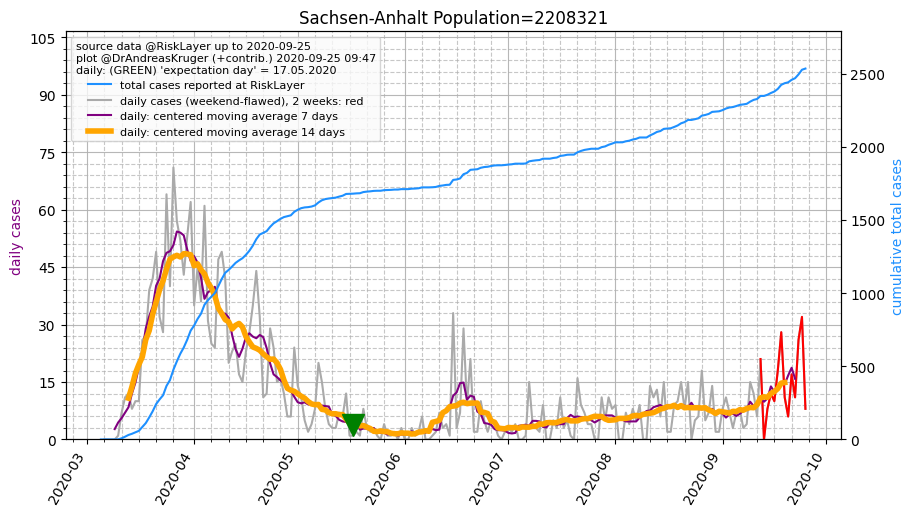 Sachsen-Anhalt Population=2208321
source data @RiskLayer up to 2020-09-25
plot @DrAndreasKruger (+contrib.) 2020-09-25 09:47
daily: (GREEN) 'expectation day' = 17.05.2020
total cases reported at RiskLayer
daily cases (weekend-flawed), 2 weeks: red
daily: centered moving average 7 days
daily: centered moving average 14 days
daily cases
105
90
75
60
45
30
15
0
cumulative total cases
2500
2000
1500
1000
500
0
2020-03
2020-04
2020-05
2020-06
2020-07
2020-08
2020-09
2020-10